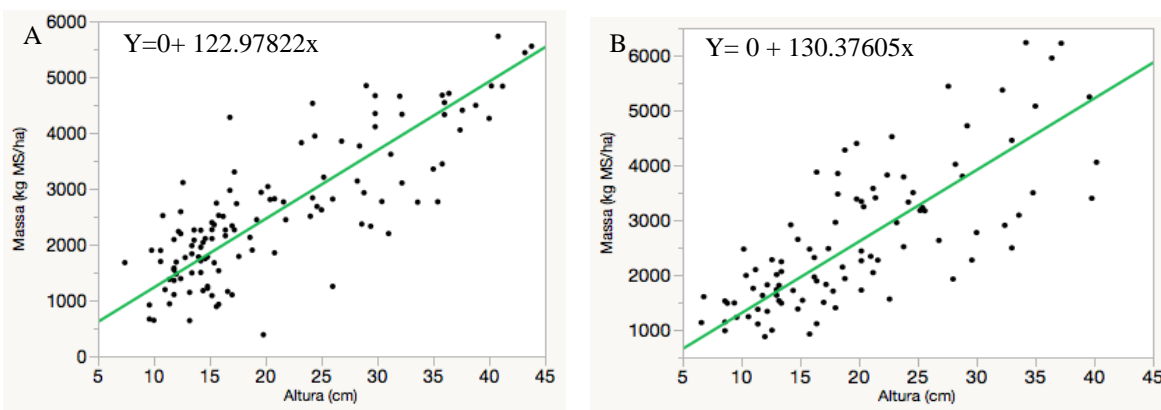 A
Y=0+ 122.97822x
6000
5000
4000
3000
2000
1000
0
Massa (kg MS/ha)
5 10 15 20 25 30 35 40 45
Altura (cm)
B
Y= 0 + 130.37605x
6000
5000
4000
3000
2000
1000
Massa (kg MS/ha)
5 10 15 20 25 30 35 40 45
Altura (cm)